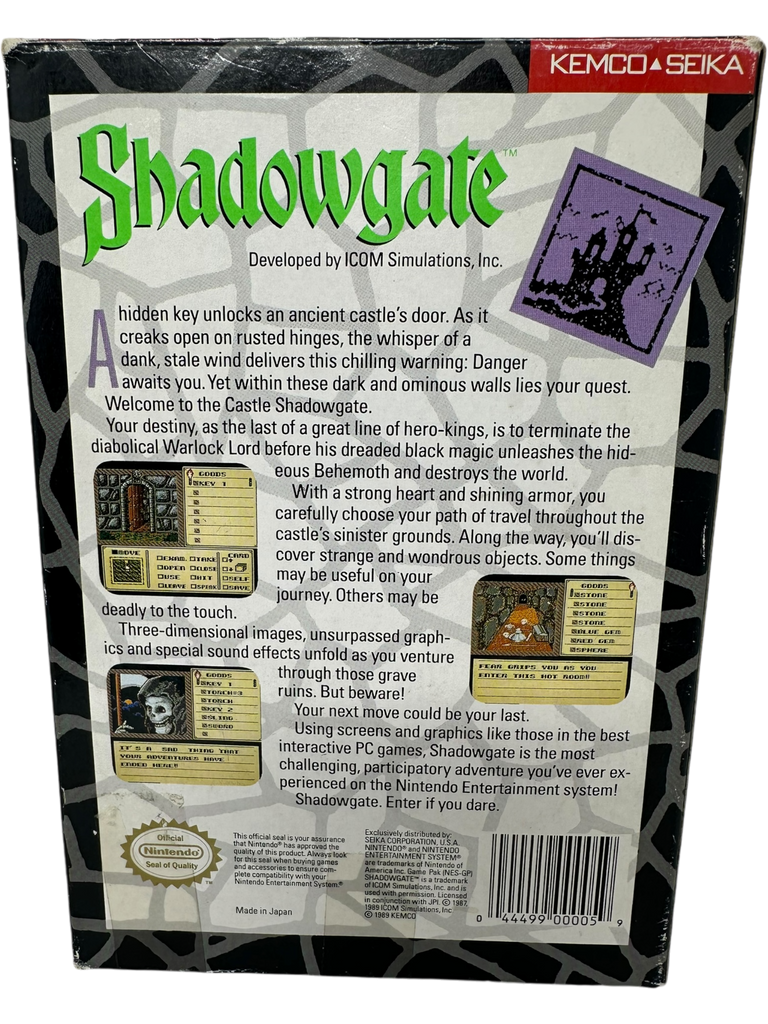 KEMCO▲SEIKA
Shadowgate™
Developed by ICOM Simulations, Inc.
A hidden key unlocks an ancient castle's door. As it
creaks open on rusted hinges, the whisper of a
dank, stale wind delivers this chilling warning: Danger
awaits you. Yet within these dark and ominous walls lies your quest.
Welcome to the Castle Shadowgate.
Your destiny, as the last of a great line of hero-kings, is to terminate the
diabolical Warlock Lord before his dreaded black magic unleashes the hid-
eous Behemoth and destroys the world.
With a strong heart and shining armor, you
carefully choose your path of travel throughout the
castle's sinister grounds. Along the way, you'll dis-
cover strange and wondrous objects. Some things
may be useful on your
journey. Others may be
deadly to the touch.
Three-dimensional images, unsurpassed graph-
ics and special sound effects unfold as you venture
through those grave
ruins. But beware!
Your next move could be your last.
Using screens and graphics like those in the best
interactive PC games, Shadowgate is the most
challenging, participatory adventure you've ever ex-
perienced on the Nintendo Entertainment system!
Shadowgate. Enter if you dare.
GOODS
KEY 1
MOVE
EXAM. TAKE
OPEN CLOSE
USE HIT SELF
LEAVE SPEAK SAVE
CARD
GOODS
STONE
STONE
STONE
STONE
BLUE GEM
RED GEM
SPHERE
FEAR GRIPS YOU AS YOU
ENTER THIS HOT ROOM!!
GOODS
KEY 1
TORCH*3
TORCH
KEY 2
SLING
SWORD
IT'S A SAD THING THAT
YOUR ADVENTURES HAVE
ENDED HERE!!
Official
Nintendo®
Seal of Quality
™
This official seal is your assurance
that Nintendo® has approved the
quality of this product. Always look
for this seal when buying games
and accessories to ensure com-
plete compatibility with your
Nintendo Entertainment System®.
Made in Japan
Exclusively distributed by:
SEIKA CORPORATION, U.S.A.
NINTENDO® and NINTENDO
ENTERTAINMENT SYSTEM®
are trademarks of Nintendo of
America Inc. Game Pak (NES-GP)
SHADOWGATE™ is a trademark
of ICOM Simulations, Inc. and is
used with permission. Licensed
in conjunction with JPI. © 1987,
1989 ICOM Simulations, Inc.
© 1989 KEMCO
0 44499 00005 9